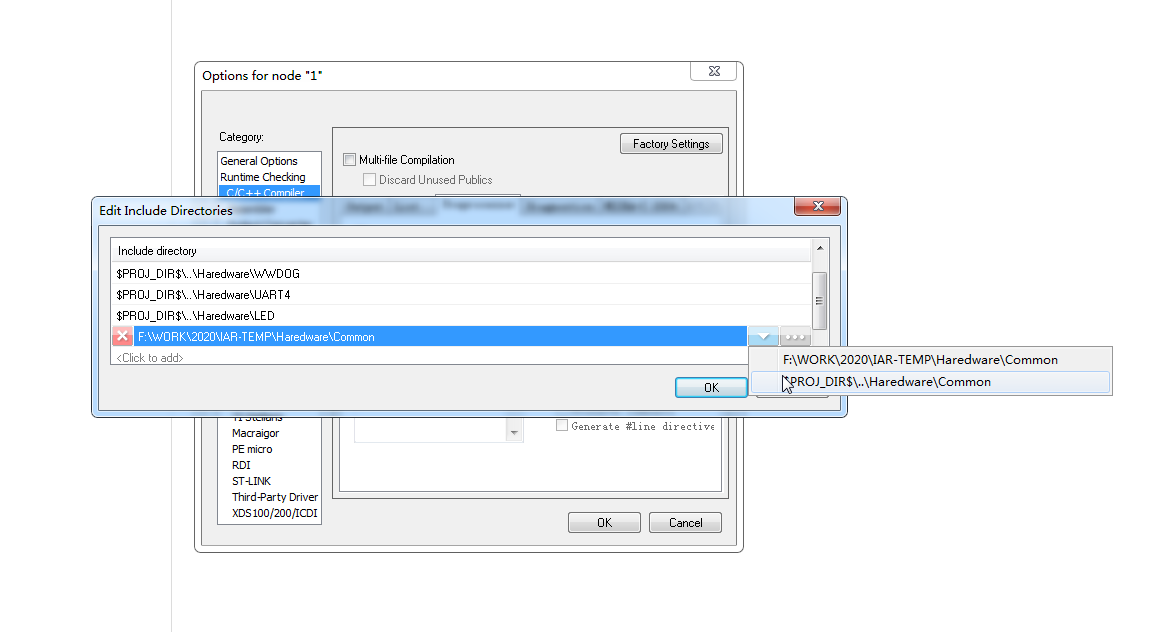 Options for node "1"
Category:
Factory Settings
General Options
Runtime Checking
C/C++ Compiler
Multi-file Compilation
Discard Unused Publics
Edit Include Directories
Include directory
$PROJ_DIR$\..\Haredware\WWDOG
$PROJ_DIR$\..\Haredware\UART4
$PROJ_DIR$\..\Haredware\LED
F:\WORK\2020\IAR-TEMP\Haredware\Common
<Click to add>
F:\WORK\2020\IAR-TEMP\Haredware\Common
$PROJ_DIR$\..\Haredware\Common
OK
TI Stellaris
Macraigor
PE micro
RDI
ST-LINK
Third-Party Driver
XDS100/200/ICDI
Generate #line directive
OK
Cancel